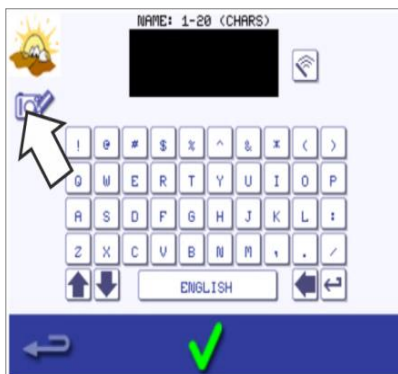 NAME: 1-20 (CHARS)
! @ # $ % ^ & * ( )
Q W E R T Y U I O P
A S D F G H J K L :
Z X C V B N M , . /
ENGLISH